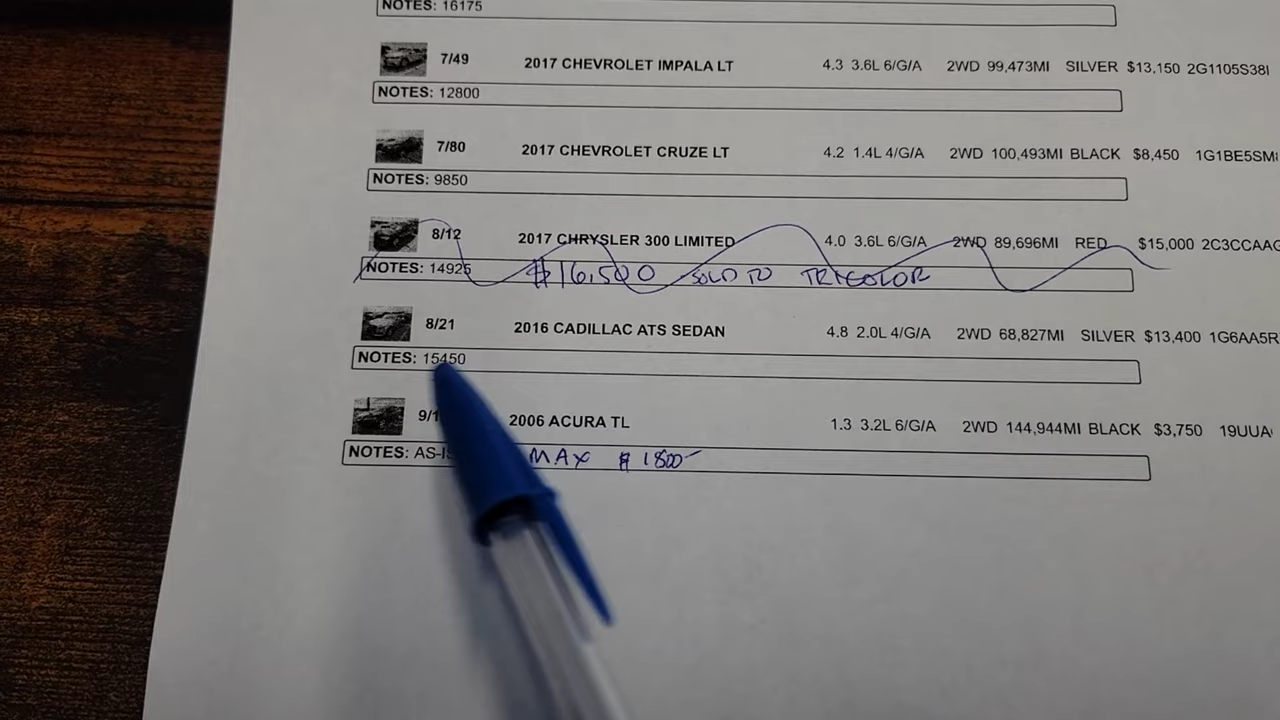 NOTES: 16175
7/49 2017 CHEVROLET IMPALA LT 4.3 3.6L 6/G/A 2WD 99,473MI SILVER $13,150 2G1105S38
NOTES: 12800
7/80 2017 CHEVROLET CRUZE LT 4.2 1.4L 4/G/A 2WD 100,493MI BLACK $8,450 1G1BE5SM
NOTES: 9850
8/12 2017 CHRYSLER 300 LIMITED 4.0 3.6L 6/G/A 2WD 89,696MI RED $15,000 2C3CCAAG
NOTES: 14925 $16,500 SOLD TO TRICOLOR
8/21 2016 CADILLAC ATS SEDAN 4.8 2.0L 4/G/A 2WD 68,827MI SILVER $13,400 1G6AA5R
NOTES: 15450
9/1 2006 ACURA TL 1.3 3.2L 6/G/A 2WD 144,944MI BLACK $3,750 19UUA
NOTES: AS-IS MAX $1800-